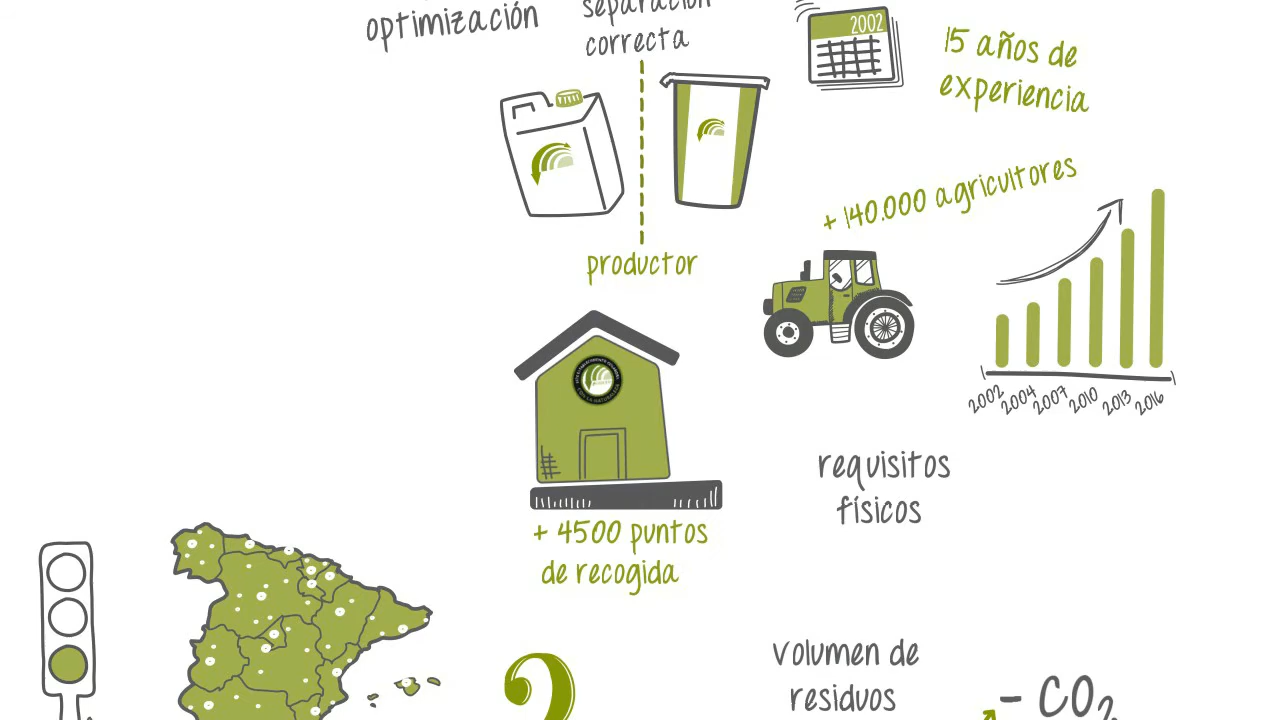 optimización
separación
correcta
2002
15 años de
experiencia
+ 140.000 agricultores
productor
2002 2004 2007 2010 2013 2016
requisitos
físicos
+ 4500 puntos
de recogida
volumen de
residuos
- CO2